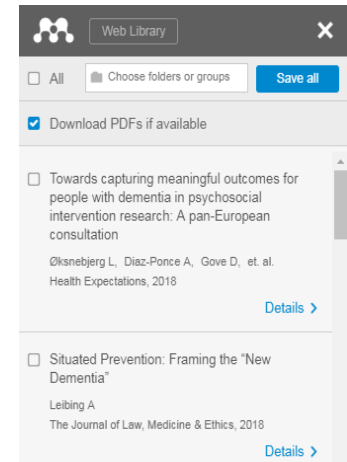 Web Library
All
Choose folders or groups
Save all
Download PDFs if available
Towards capturing meaningful outcomes for
people with dementia in psychosocial
intervention research: A pan-European
consultation
Øksnebjerg L, Diaz-Ponce A, Gove D, et. al.
Health Expectations, 2018
Details
Situated Prevention: Framing the “New
Dementia”
Leibing A
The Journal of Law, Medicine & Ethics, 2018
Details